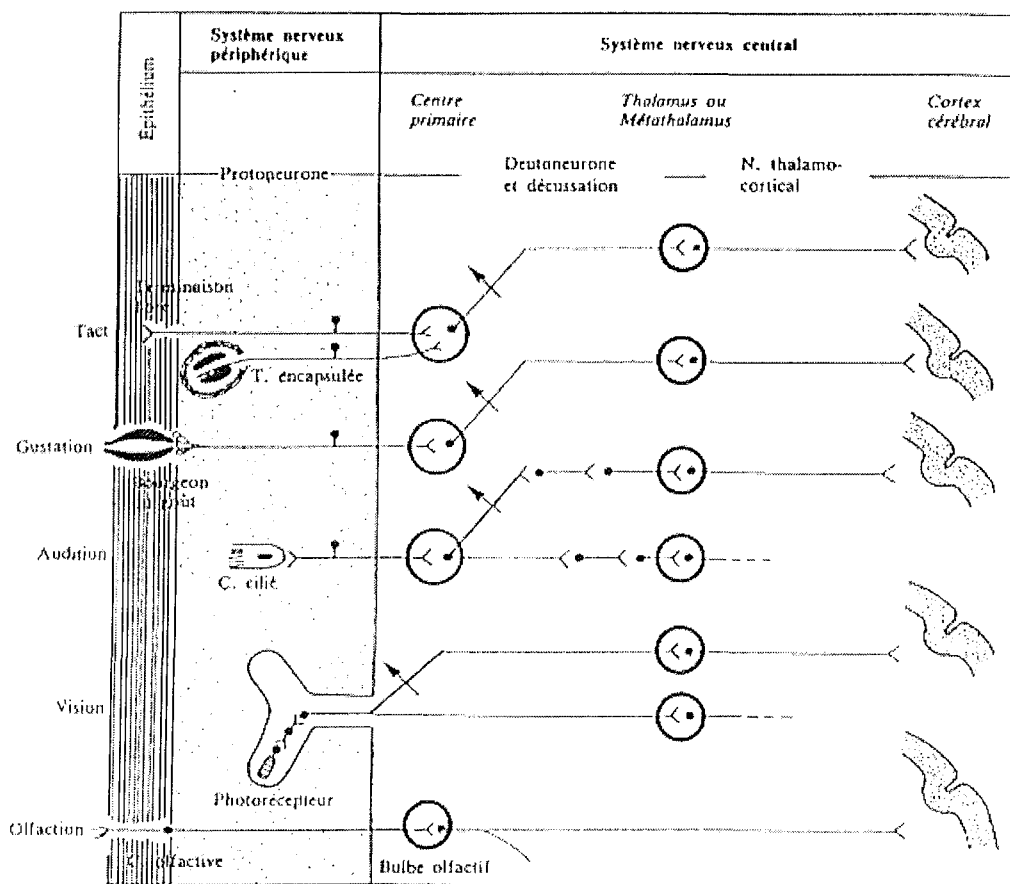 Système nerveux
périphérique
Système nerveux central
Epithélium
Centre
primaire
Thalamus ou
Métathalamus
Cortex
cérébral
Protoneurone
Deutoneurone
et décussation
N. thalamo-
cortical
Tact
T. encapsulée
Gustation
Audition
C. cilié
Vision
Photorécepteur
Olfaction
olfactive
Bulbe olfactif